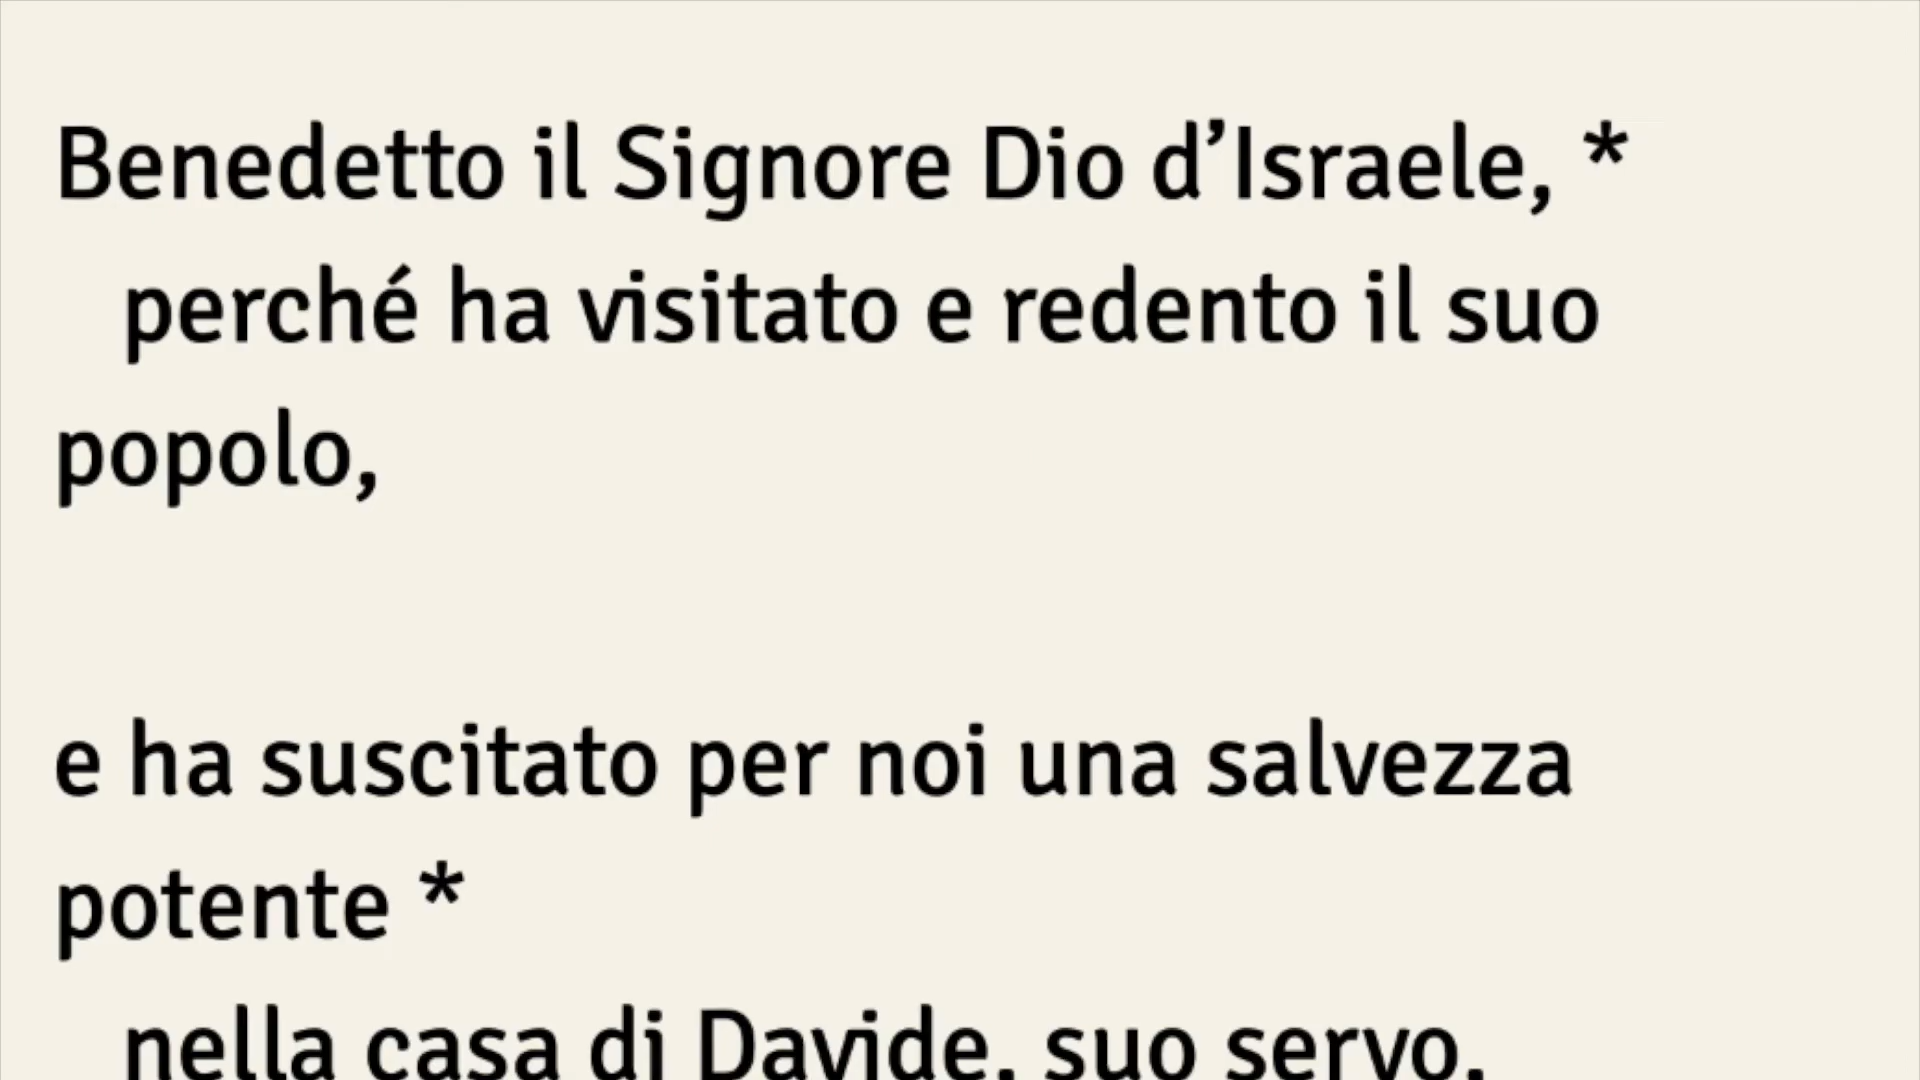 Benedetto il Signore Dio d’Israele, *
perché ha visitato e redento il suo
popolo,
e ha suscitato per noi una salvezza
potente *
nella casa di Davide, suo servo,